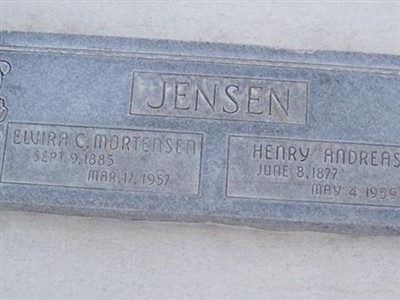 JENSEN
ELVIRA C. MORTENSEN
SEPT. 9, 1885
MAR. 17, 1957
HENRY ANDREAS
JUNE 8, 1877
MAY 4, 1959